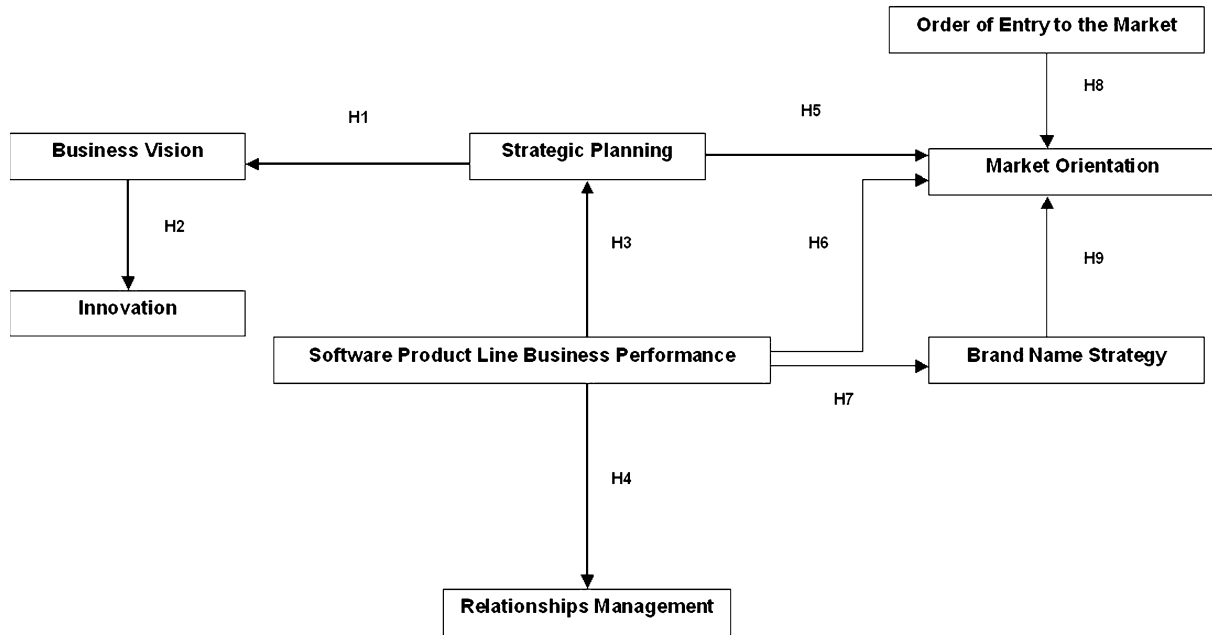 Order of Entry to the Market
H8
H1
H5
Business Vision
Strategic Planning
Market Orientation
H2
H3
H6
H9
Innovation
Software Product Line Business Performance
Brand Name Strategy
H7
H4
Relationships Management